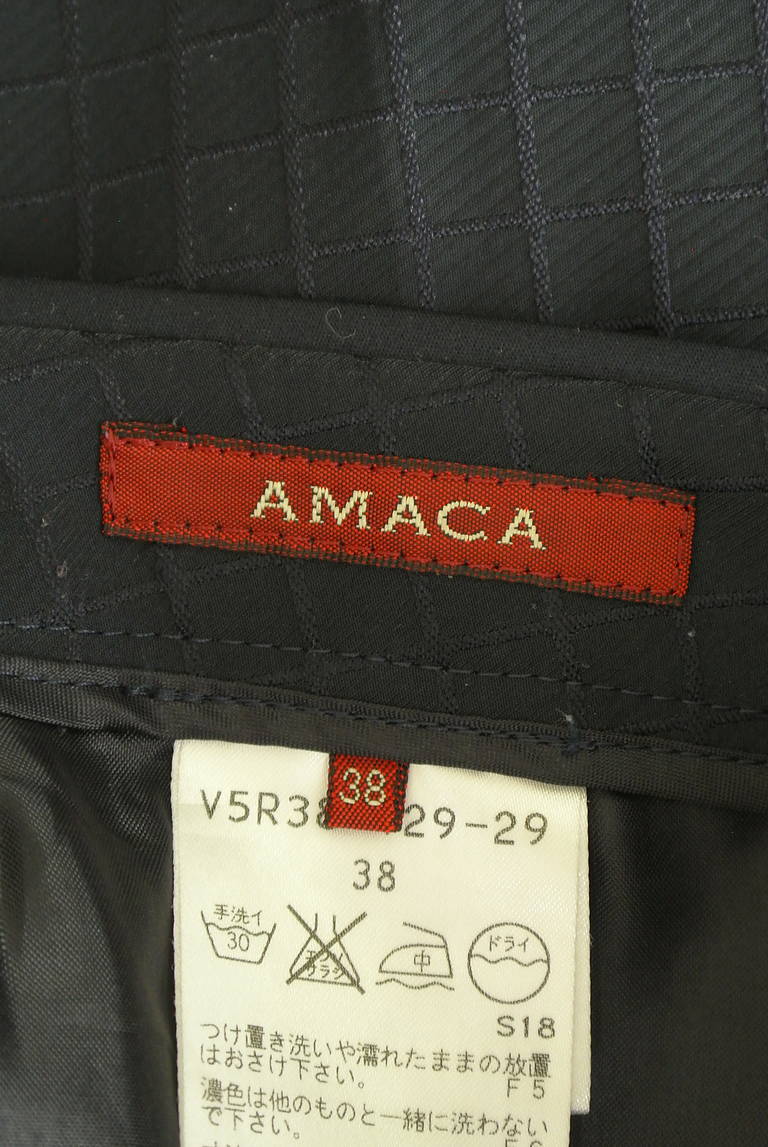 AMACA
38
V5R38 29-29
38
手洗イ
30
エンソ
サラシ
中
ドライ
S18
つけ置き洗いや濡れたままの放置
はおさけ下さい。
F5
濃色は他のものと一緒に洗わない
で下さい。